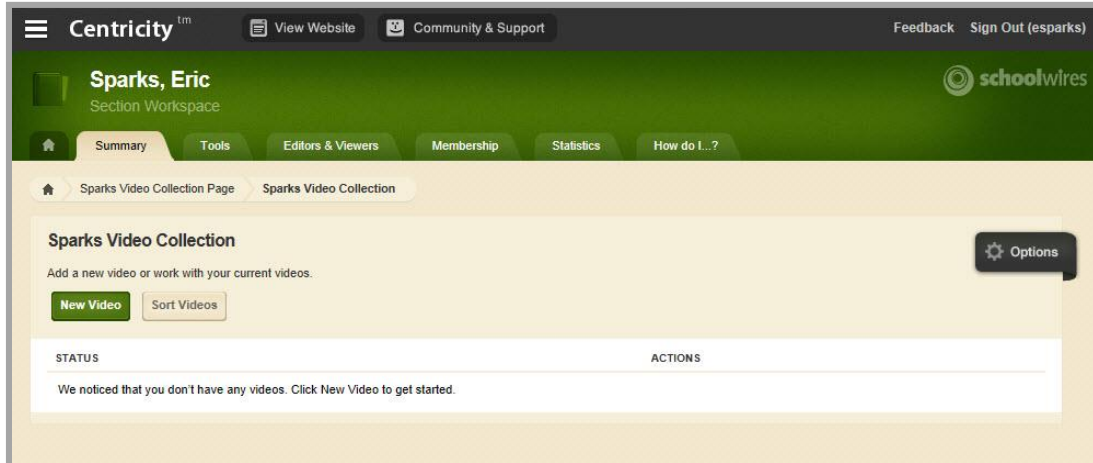 Centricity tm View Website Community & Support Feedback Sign Out (esparks)
Sparks, Eric
Section Workspace
schoolwires
Summary Tools Editors & Viewers Membership Statistics How do I...?
Sparks Video Collection Page Sparks Video Collection
Sparks Video Collection
Options
Add a new video or work with your current videos.
New Video Sort Videos
STATUS ACTIONS
We noticed that you don't have any videos. Click New Video to get started.